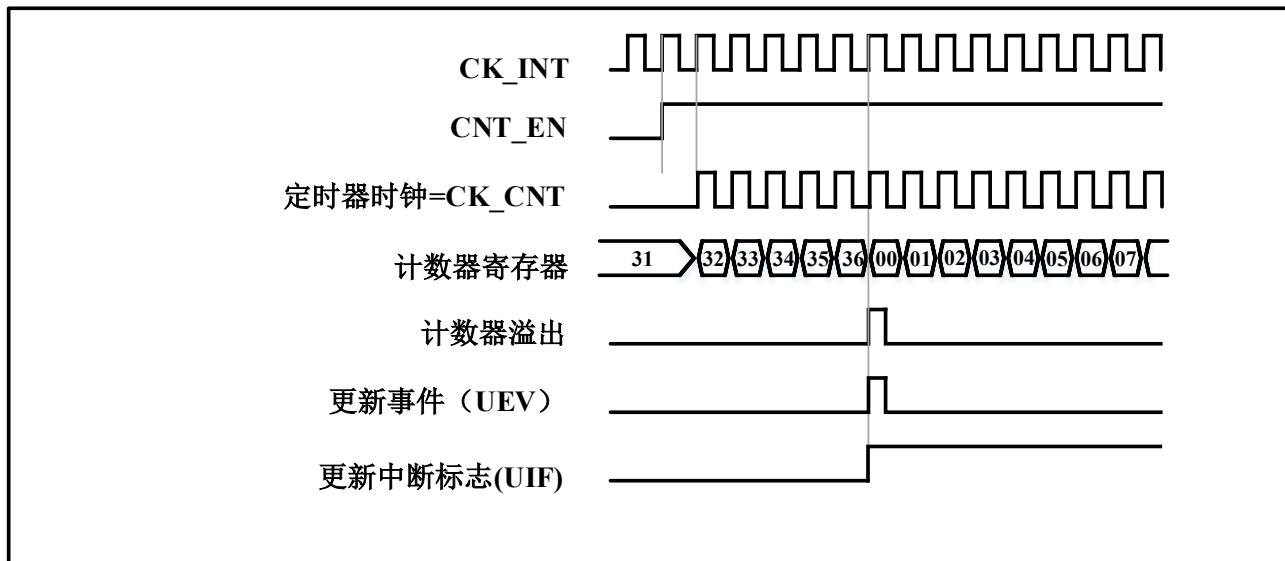 CK_INT
CNT_EN
定时器时钟=CK_CNT
计数器寄存器 31 32 33 34 35 36 00 01 02 03 04 05 06 07
计数器溢出
更新事件（UEV）
更新中断标志(UIF)